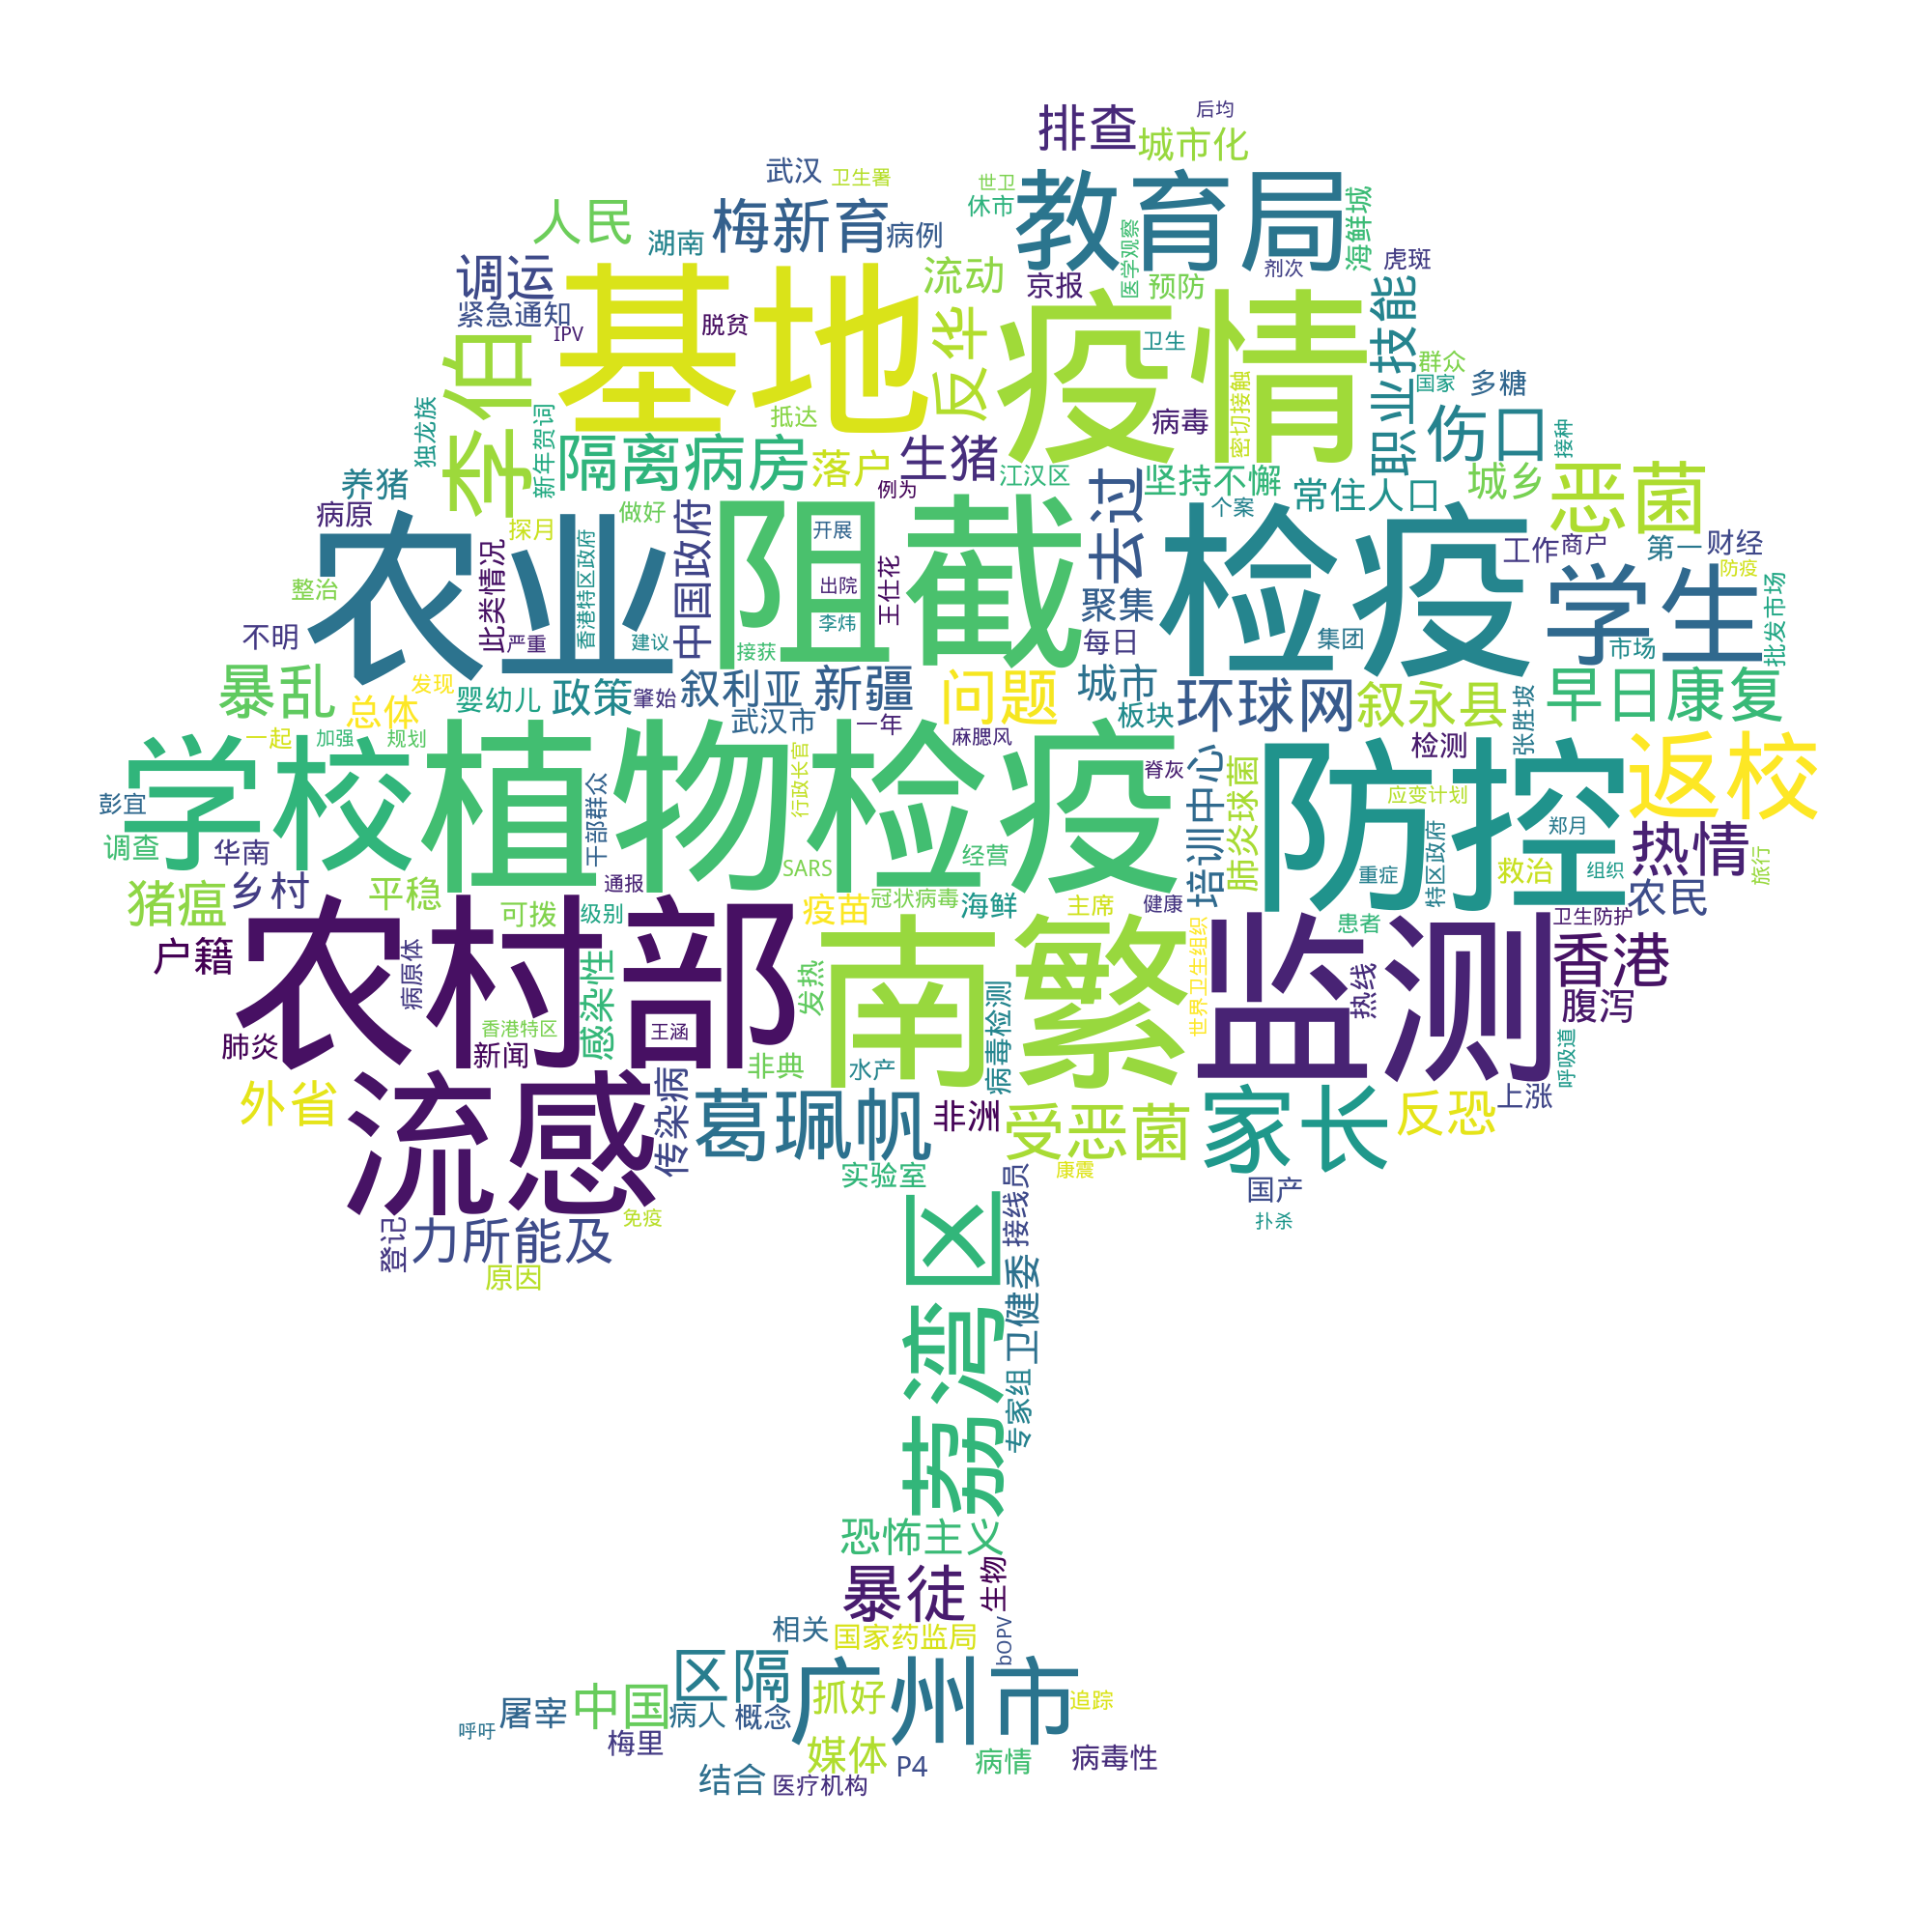 后均
排查
城市化
武汉
卫生署
世卫
休市
教育局
海鲜城
人民
湖南
梅新育
病例
医学观察
剂次
虎斑
调运
流动
京报
预防
紧急通知
IPV
脱贫
基地
反华
疫情
卫生
职业技能
群众
国家
多糖
李伯
独龙族
新年贺词
抵达
病毒
密切接触
伤口
接种
养猪
隔离病房
落户
生猪
江汉区
坚持不懈
常住人口
城乡
恶菌
病原
探月
做好
例为
去过
个案
工作
商户
第一
财经
防疫
农业
阻截
检疫
学生
整治
此类情况
香港特区政府
中国政府
开展
出院
王仕花
聚集
批发市场
不明
严重
建议
李炜
接获
每日
集团
市场
暴乱
发现
总体
婴幼儿
政策
肇始
叙利亚
新疆
问题
城市
环球网
叙永县
早日康复
武汉市
一年
板块
张胜坡
一起
加强
规划
麻腮风
检测
学校
植物检疫
行政长官
脊灰
培训中心
肺炎球菌
防控
应变计划
返校
彭宜
干部群众
郑月
调查
华南
SARS
经营
重症
特区政府
救治
组织
热情
旅行
猪瘟
乡村
平稳
通报
可拨
级别
疫苗
冠状病毒
海鲜
主席
健康
患者
卫生防护
农民
户籍
农村部
南繁
监测
香港
病原体
感染性
发热
病毒检测
世界卫生组织
热线
腹泻
肺炎
香港特区
新闻
王涵
非典
水产
呼吸道
外省
流感
传染病
葛珮帆
非洲
受恶菌
家长
反恐
上涨
实验室
康震
国产
扑杀
登记
力所能及
免疫
原因
荔湾区
接线员
卫健委
专家组
恐怖主义
暴徒
生物
相关
国家药监局
bOPV
区隔
广州市
屠宰
中国
病人
概念
抓好
追踪
呼吁
梅里
媒体
P4
病情
病毒性
结合
医疗机构